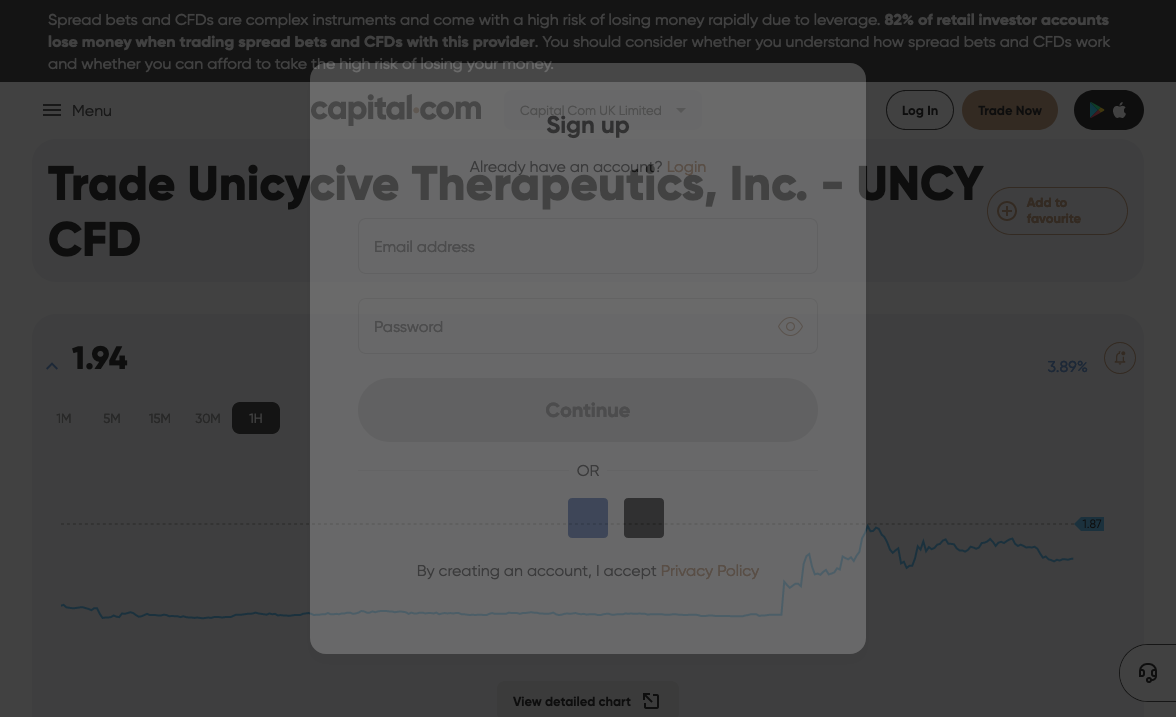 Spread bets and CFDs are complex instruments and come with a high risk of losing money rapidly due to leverage. 82% of retail investor accounts
lose money when trading spread bets and CFDs with this provider. You should consider whether you understand how spread bets and CFDs work
and whether you can afford to take the high risk of losing your money.
Menu
capital.com
Capital Com UK Limited
Log In
Trade Now
Sign up
Already have an account? Login
Trade Unicycive Therapeutics, Inc. - UNCY
CFD
Add to
favourite
Email address
Password
1.94
3.89%
1M 5M 15M 30M 1H
Continue
OR
1.87
By creating an account, I accept Privacy Policy
View detailed chart